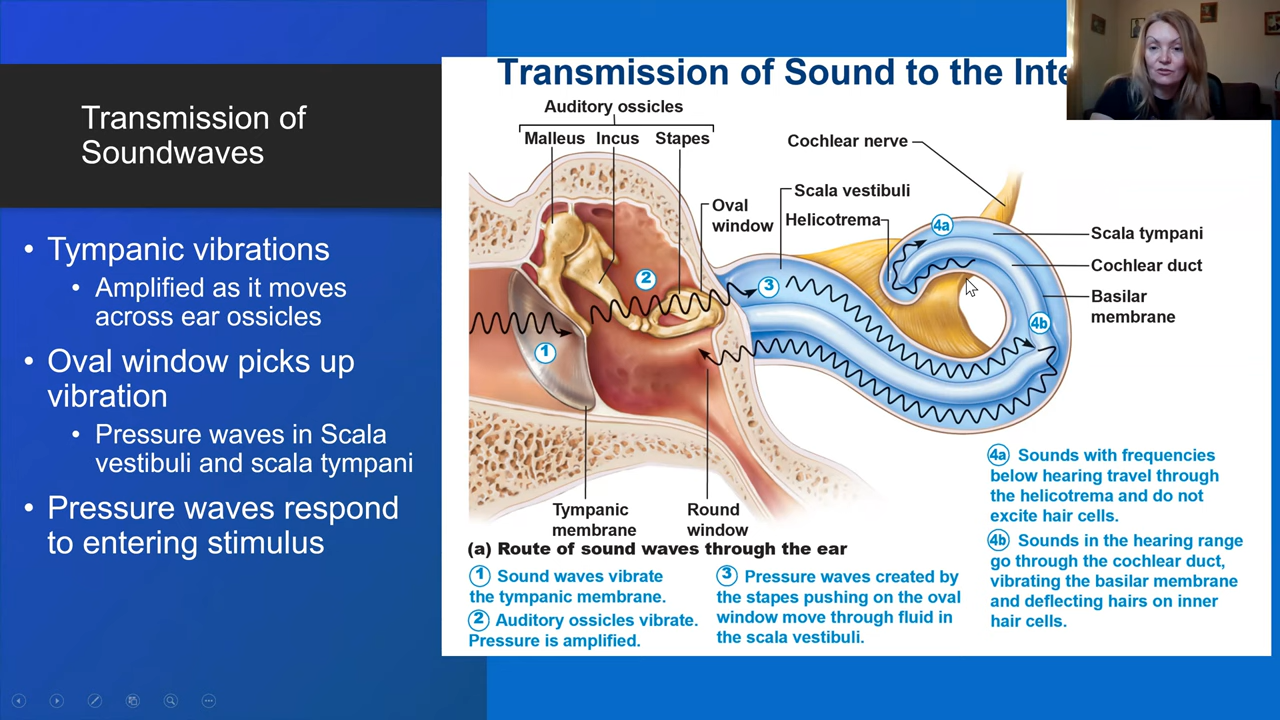 Transmission of
Soundwaves
• Tympanic vibrations
• Amplified as it moves
across ear ossicles
• Oval window picks up
vibration
• Pressure waves in Scala
vestibuli and scala tympani
• Pressure waves respond
to entering stimulus
Transmission of Sound to the Inte
Auditory ossicles
Malleus Incus Stapes
Cochlear nerve
Scala vestibuli
Oval
window
Helicotrema
4a
Scala tympani
Cochlear duct
Basilar
membrane
2
3
4b
1
Tympanic
membrane
Round
window
(a) Route of sound waves through the ear
1 Sound waves vibrate
the tympanic membrane.
2 Auditory ossicles vibrate.
Pressure is amplified.
3 Pressure waves created by
the stapes pushing on the oval
window move through fluid in
the scala vestibuli.
4a Sounds with frequencies
below hearing travel through
the helicotrema and do not
excite hair cells.
4b Sounds in the hearing range
go through the cochlear duct,
vibrating the basilar membrane
and deflecting hairs on inner
hair cells.